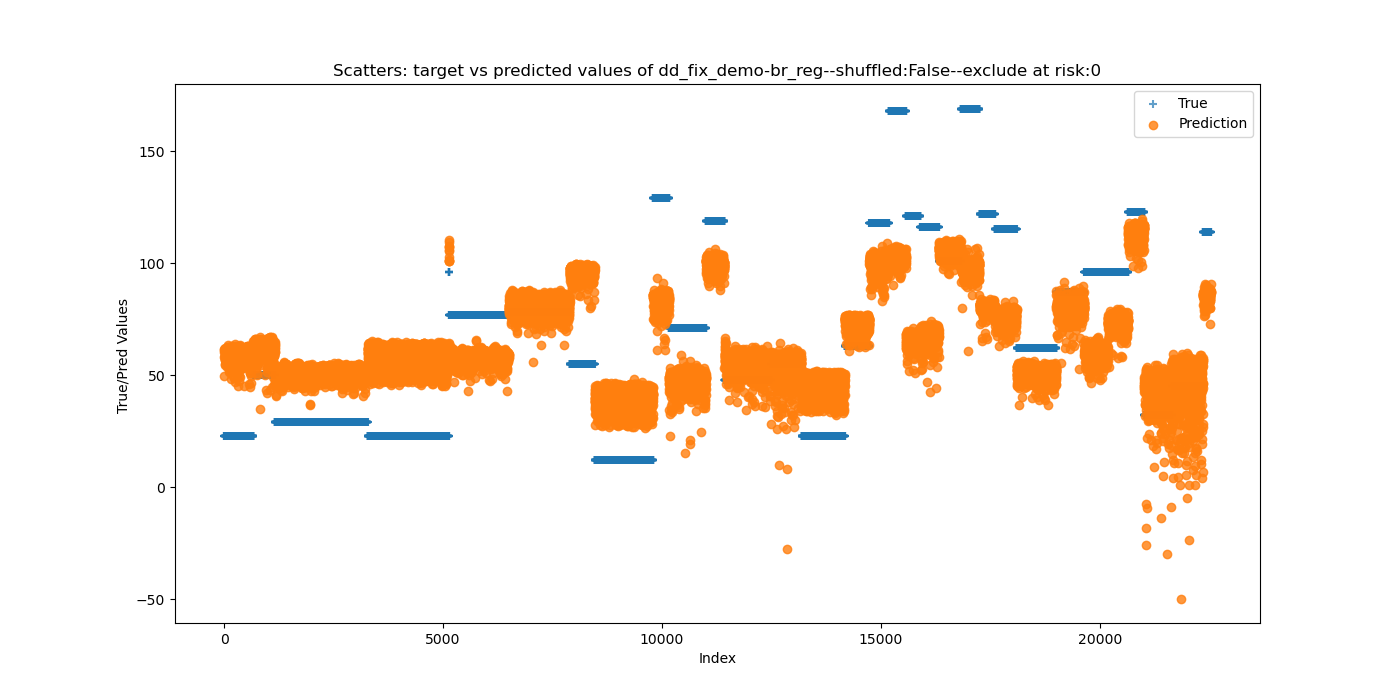 Scatters: target vs predicted values of dd_fix_demo-br_reg--shuffled:False--exclude at risk:0
True
Prediction
True/Pred Values
150
100
50
0
−50
0
5000
10000
15000
20000
Index